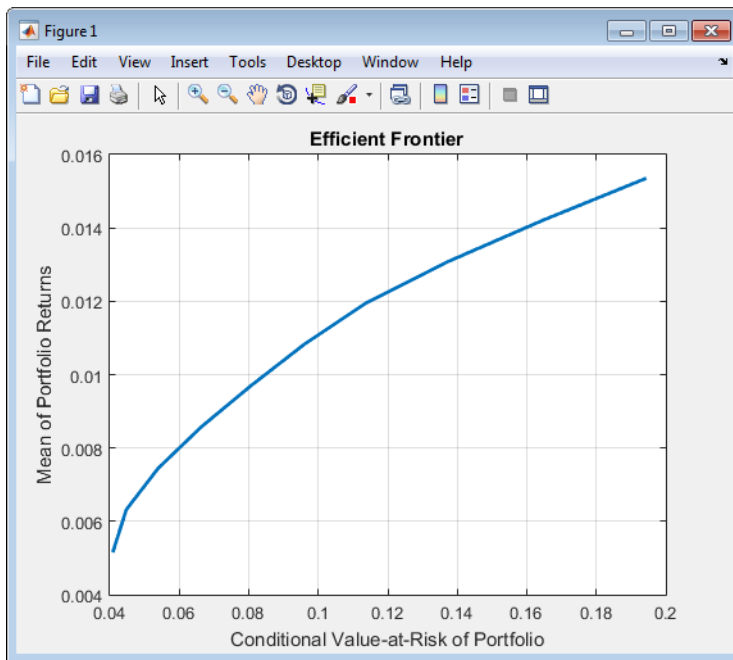 Figure 1
File Edit View Insert Tools Desktop Window Help
Efficient Frontier
0.016
0.014
0.012
0.01
0.008
0.006
0.004
Mean of Portfolio Returns
0.04 0.06 0.08 0.1 0.12 0.14 0.16 0.18 0.2
Conditional Value-at-Risk of Portfolio